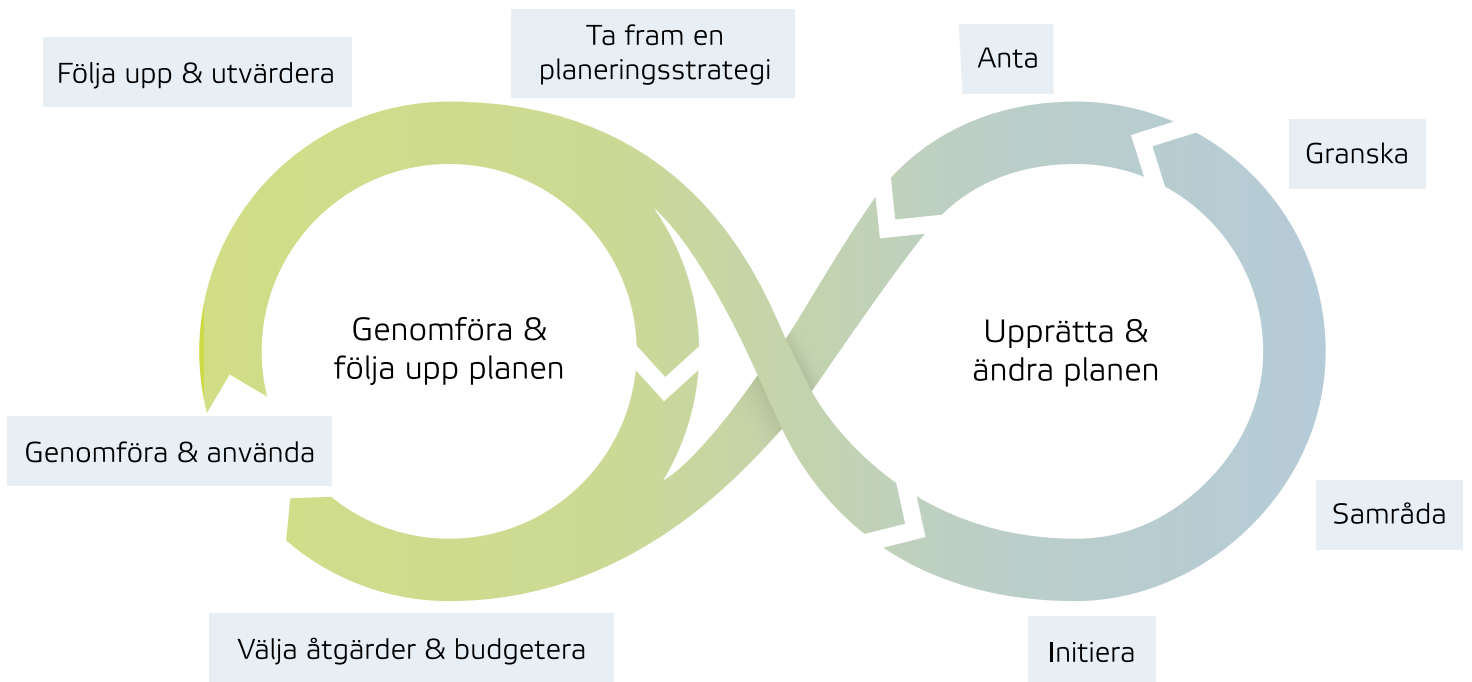 Ta fram en
planeringsstrategi
Anta
Följa upp & utvärdera
Granska
Genomföra &
följa upp planen
Upprätta &
ändra planen
Genomföra & använda
Samråda
Välja åtgärder & budgetera
Initiera